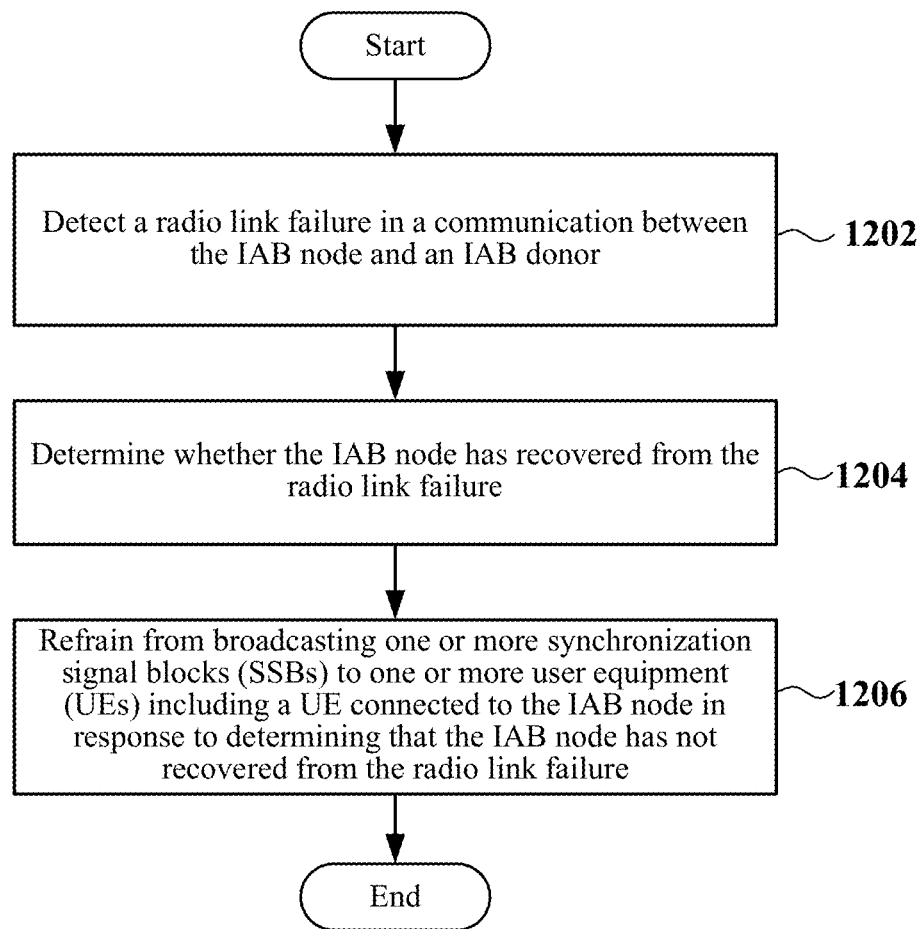 Start
Detect a radio link failure in a communication between
the IAB node and an IAB donor
1202
Determine whether the IAB node has recovered from the
radio link failure
1204
Refrain from broadcasting one or more synchronization
signal blocks (SSBs) to one or more user equipment
(UEs) including a UE connected to the IAB node in
response to determining that the IAB node has not
recovered from the radio link failure
1206
End